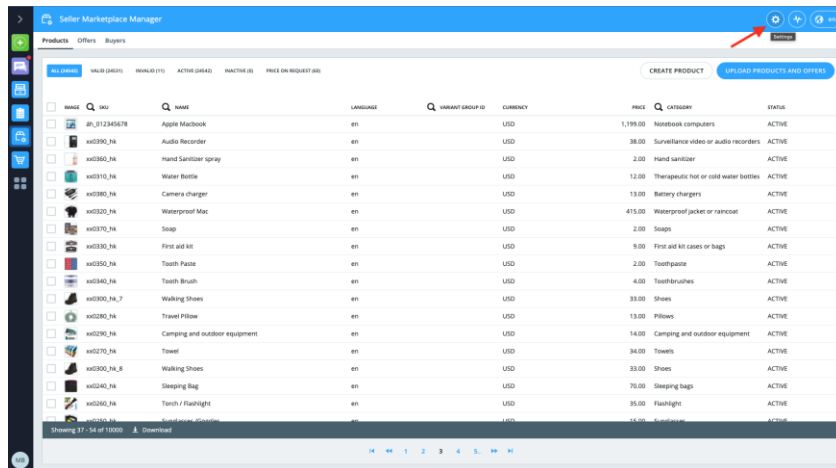 Seller Marketplace Manager
Settings
Products Offers Buyers
ALL (24542) VALID (24531) INVALID (11) ACTIVE (24542) INACTIVE (0) PRICE ON REQUEST (60)
CREATE PRODUCT UPLOAD PRODUCTS AND OFFERS
IMAGE SKU NAME LANGUAGE VARIANT GROUP ID CURRENCY PRICE CATEGORY STATUS
ah_012345678 Apple Macbook en USD 1,199.00 Notebook computers ACTIVE
xx0390_hk Audio Recorder en USD 38.00 Surveillance video or audio recorders ACTIVE
xx0360_hk Hand Sanitizer spray en USD 2.00 Hand sanitizer ACTIVE
xx0310_hk Water Bottle en USD 12.00 Therapeutic hot or cold water bottles ACTIVE
xx0380_hk Camera charger en USD 13.00 Battery chargers ACTIVE
xx0320_hk Waterproof Mac en USD 415.00 Waterproof jacket or raincoat ACTIVE
xx0370_hk Soap en USD 2.00 Soaps ACTIVE
xx0330_hk First aid kit en USD 9.00 First aid kit cases or bags ACTIVE
xx0350_hk Tooth Paste en USD 2.00 Toothpaste ACTIVE
xx0340_hk Tooth Brush en USD 4.00 Toothbrushes ACTIVE
xx0300_hk_7 Walking Shoes en USD 33.00 Shoes ACTIVE
xx0280_hk Travel Pillow en USD 13.00 Pillows ACTIVE
xx0290_hk Camping and outdoor equipment en USD 14.00 Camping and outdoor equipment ACTIVE
xx0270_hk Towel en USD 34.00 Towels ACTIVE
xx0300_hk_8 Walking Shoes en USD 33.00 Shoes ACTIVE
xx0240_hk Sleeping Bag en USD 70.00 Sleeping bags ACTIVE
xx0260_hk Torch / Flashlight en USD 35.00 Flashlight ACTIVE
xx0250_hk Sunglasses /Goggles en USD 15.00 Sunglasses ACTIVE
Showing 37 - 54 of 10000 Download
1 2 3 4 5..
MB